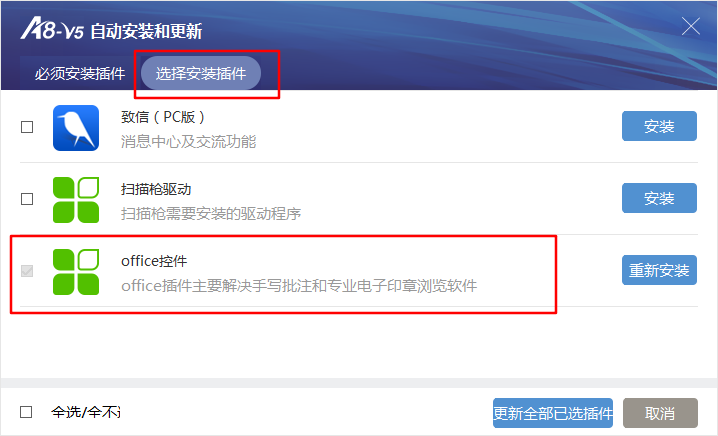 A8-V5 自动安装和更新
必须安装插件 选择安装插件
致信（PC版）
消息中心及交流功能
安装
扫描枪驱动
扫描枪需要安装的驱动程序
安装
office控件
office插件主要解决手写批注和专业电子印章浏览软件
重新安装
全选/全不 更新全部已选插件 取消